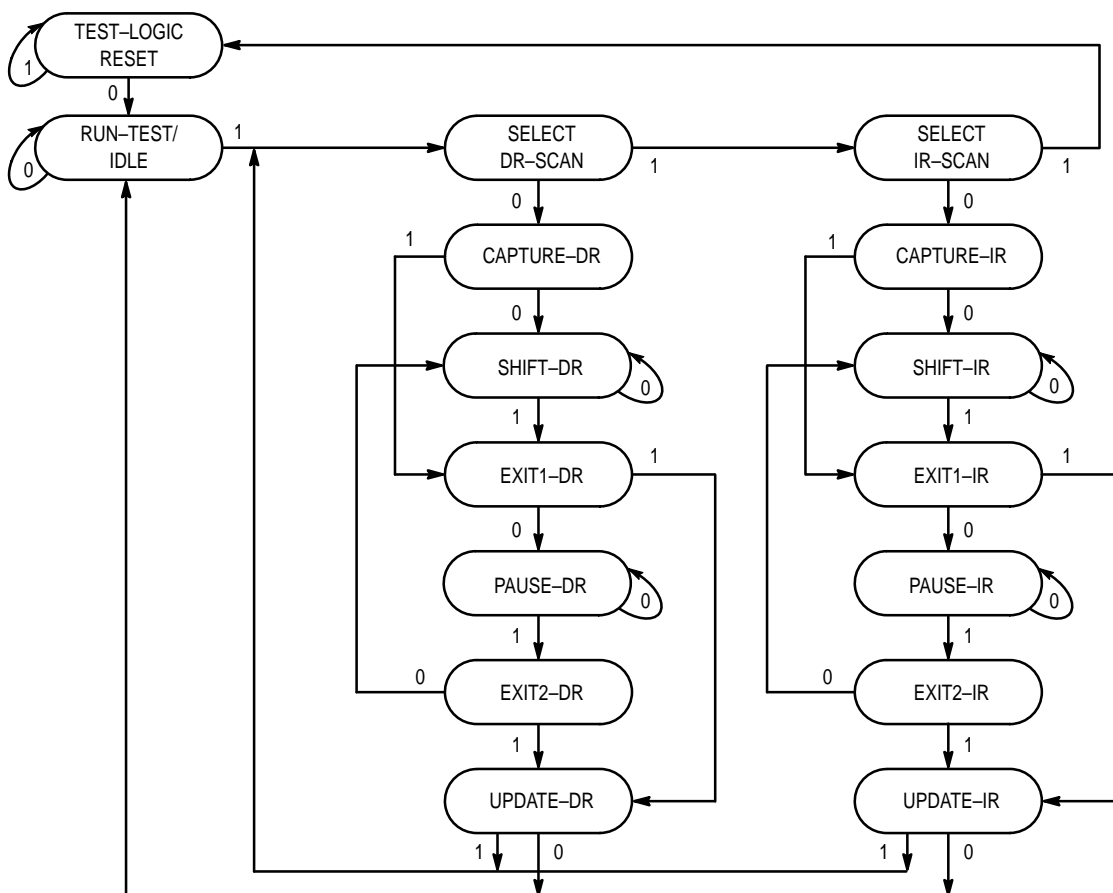 TEST–LOGIC
RESET
1
0
RUN–TEST/
IDLE
0
1
SELECT
DR–SCAN
1
SELECT
IR–SCAN
1
0
0
1
CAPTURE–DR
1
CAPTURE–IR
0
0
SHIFT–DR
0
SHIFT–IR
0
1
1
EXIT1–DR
1
EXIT1–IR
1
0
0
PAUSE–DR
0
PAUSE–IR
0
1
1
0
EXIT2–DR
0
EXIT2–IR
1
1
UPDATE–DR
UPDATE–IR
1
0
1
0